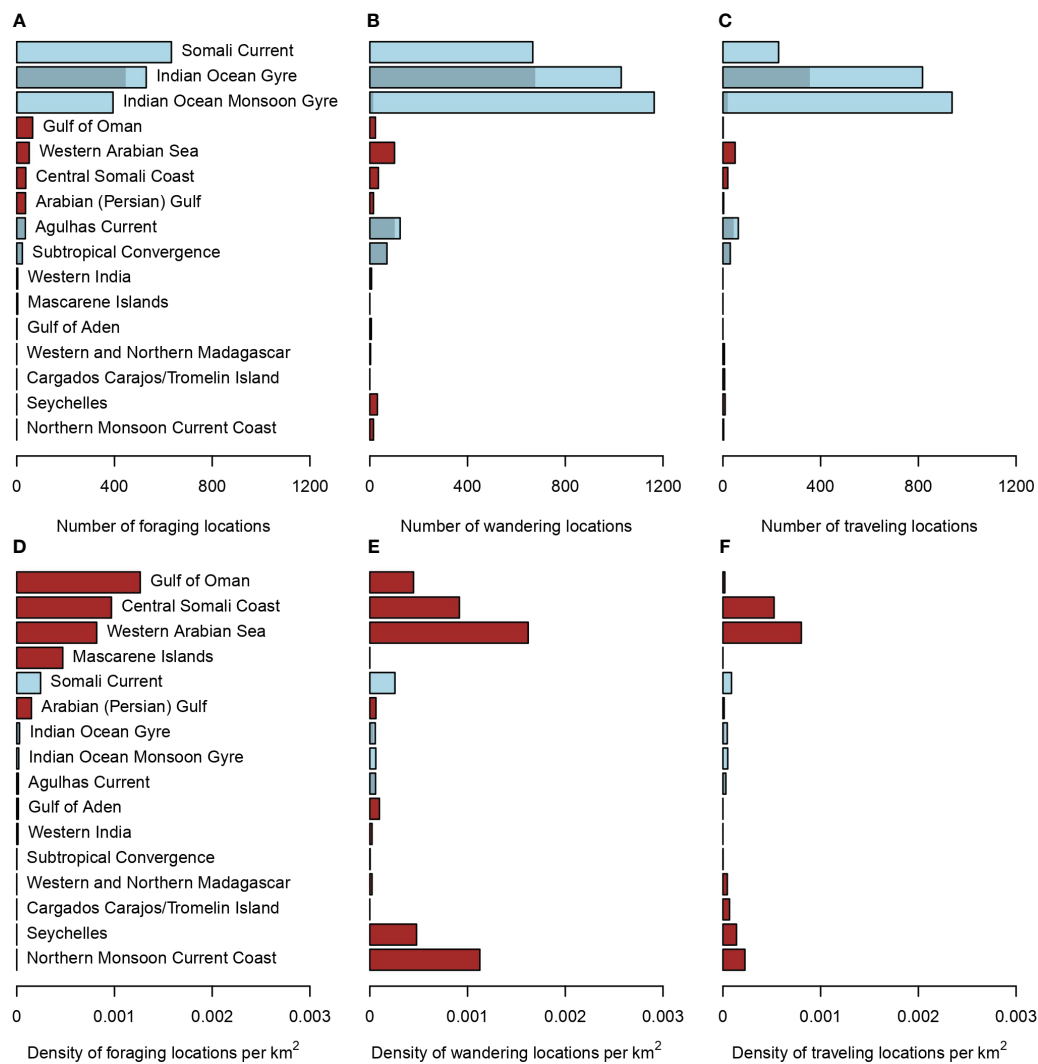 A B C
Somali Current
Indian Ocean Gyre
Indian Ocean Monsoon Gyre
Gulf of Oman
Western Arabian Sea
Central Somali Coast
Arabian (Persian) Gulf
Agulhas Current
Subtropical Convergence
Western India
Mascarene Islands
Gulf of Aden
Western and Northern Madagascar
Cargados Carajos/Tromelin Island
Seychelles
Northern Monsoon Current Coast
0 400 800 1200 0 400 800 1200 0 400 800 1200
Number of foraging locations Number of wandering locations Number of traveling locations
D E F
Gulf of Oman
Central Somali Coast
Western Arabian Sea
Mascarene Islands
Somali Current
Arabian (Persian) Gulf
Indian Ocean Gyre
Indian Ocean Monsoon Gyre
Agulhas Current
Gulf of Aden
Western India
Subtropical Convergence
Western and Northern Madagascar
Cargados Carajos/Tromelin Island
Seychelles
Northern Monsoon Current Coast
0 0.001 0.002 0.003 0 0.001 0.002 0.003 0 0.001 0.002 0.003
Density of foraging locations per km² Density of wandering locations per km² Density of traveling locations per km²